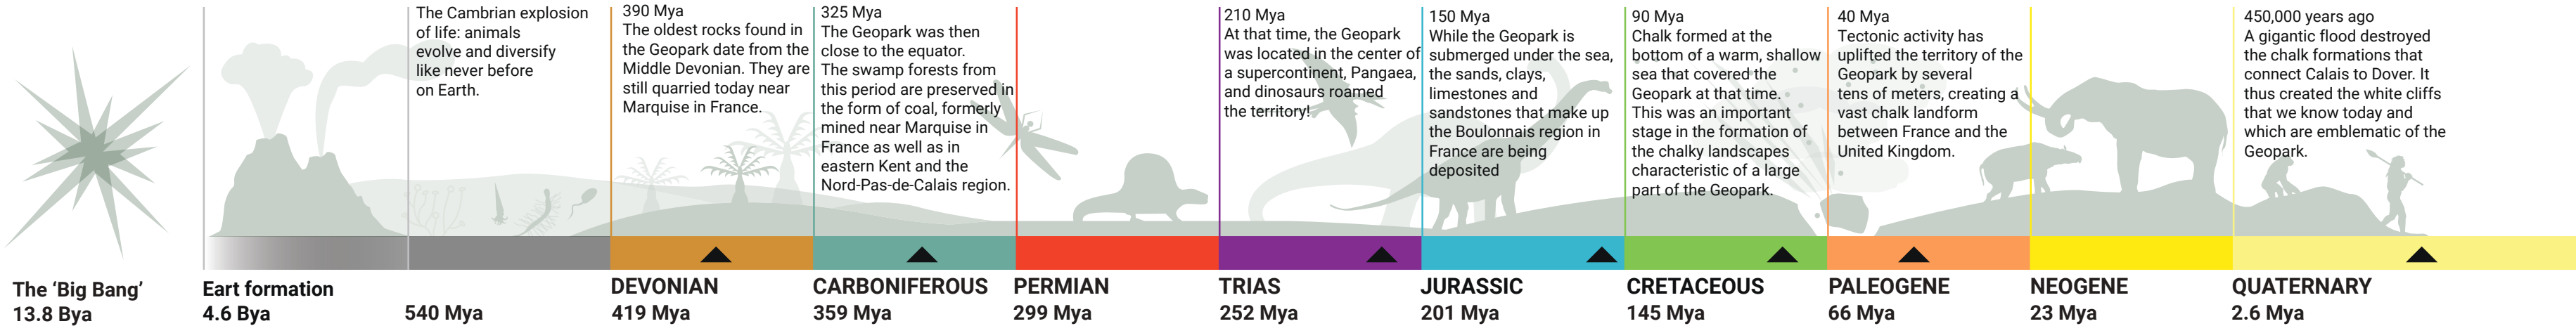 The Cambrian explosion
of life: animals
evolve and diversify
like never before
on Earth.
390 Mya
The oldest rocks found in
the Geopark date from the
Middle Devonian. They are
still quarried today near
Marquise in France.
325 Mya
The Geopark was then
close to the equator.
The swamp forests from
this period are preserved in
the form of coal, formerly
mined near Marquise in
France as well as in
eastern Kent and the
Nord-Pas-de-Calais region.
210 Mya
At that time, the Geopark
was located in the center of
a supercontinent, Pangaea,
and dinosaurs roamed
the territory!
150 Mya
While the Geopark is
submerged under the sea,
the sands, clays,
limestones and
sandstones that make up
the Boulonnais region in
France are being
deposited
90 Mya
Chalk formed at the
bottom of a warm, shallow
sea that covered the
Geopark at that time.
This was an important
stage in the formation of
the chalky landscapes
characteristic of a large
part of the Geopark.
40 Mya
Tectonic activity has
uplifted the territory of the
Geopark by several
tens of meters, creating a
vast chalk landform
between France and the
United Kingdom.
450,000 years ago
A gigantic flood destroyed
the chalk formations that
connect Calais to Dover. It
thus created the white cliffs
that we know today and
which are emblematic of the
Geopark.
The ‘Big Bang’
13.8 Bya
Eart formation
4.6 Bya
540 Mya
DEVONIAN
419 Mya
CARBONIFEROUS
359 Mya
PERMIAN
299 Mya
TRIAS
252 Mya
JURASSIC
201 Mya
CRETACEOUS
145 Mya
PALEOGENE
66 Mya
NEOGENE
23 Mya
QUATERNARY
2.6 Mya